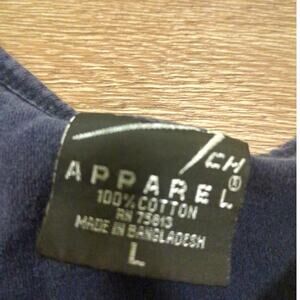 CH
APPAREL ®
100% COTTON
RN 75813
MADE IN BANGLADESH
L